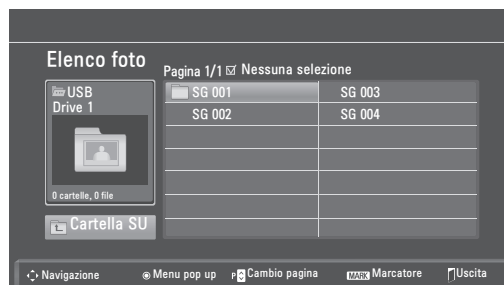 Elenco foto
Pagina 1/1 ☑ Nessuna selezione
USB
Drive 1
0 cartelle, 0 file
Cartella SU
SG 001
SG 003
SG 002
SG 004
Navigazione
Menu pop up
P Cambio pagina
MARK Marcatore
Uscita